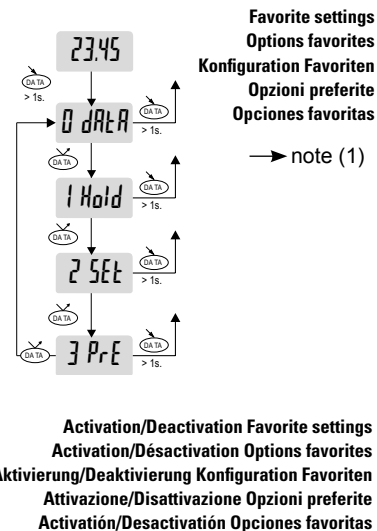 Favorite settings
Options favorites
Konfiguration Favoriten
Opzioni preferite
Opciones favoritas
→ note (1)
23.45
DATA
> 1s.
0 dAtA
DATA
> 1s.
DATA
1 Hold
DATA
> 1s.
DATA
2 SEt
DATA
> 1s.
DATA
DATA
3 PrE
DATA
> 1s.
Activation/Deactivation Favorite settings
Activation/Désactivation Options favorites
Aktivierung/Deaktivierung Konfiguration Favoriten
Attivazione/Disattivazione Opzioni preferite
Activatión/Desactivatión Opciones favoritas